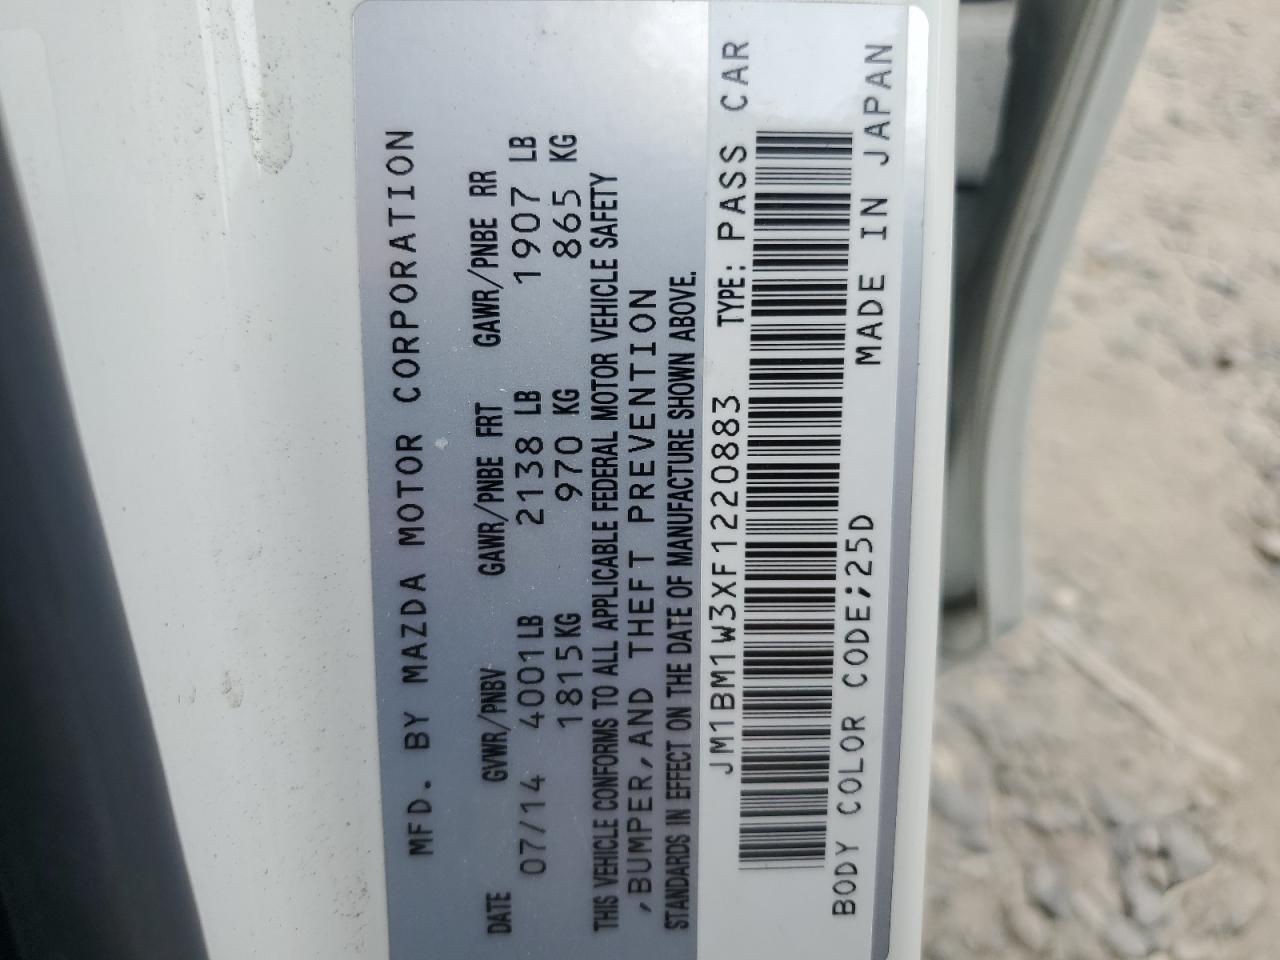 MFD. BY MAZDA MOTOR CORPORATION
DATE GVWR/PNBV GAWR/PNBE FRT GAWR/PNBE RR
07/14 4001LB 2138 LB 1907 LB
1815KG 970 KG 865 KG
THIS VEHICLE CONFORMS TO ALL APPLICABLE FEDERAL MOTOR VEHICLE SAFETY
,BUMPER,AND THEFT PREVENTION
STANDARDS IN EFFECT ON THE DATE OF MANUFACTURE SHOWN ABOVE.
JM1BM1W3XF1220883 TYPE: PASS CAR
BODY COLOR CODE;25D MADE IN JAPAN